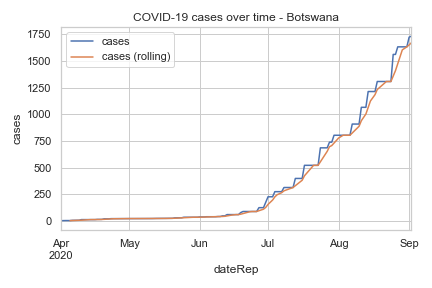 COVID-19 cases over time - Botswana
cases
cases (rolling)
1750
1500
1250
1000
750
500
250
0
cases
Apr May Jun Jul Aug Sep
2020
dateRep